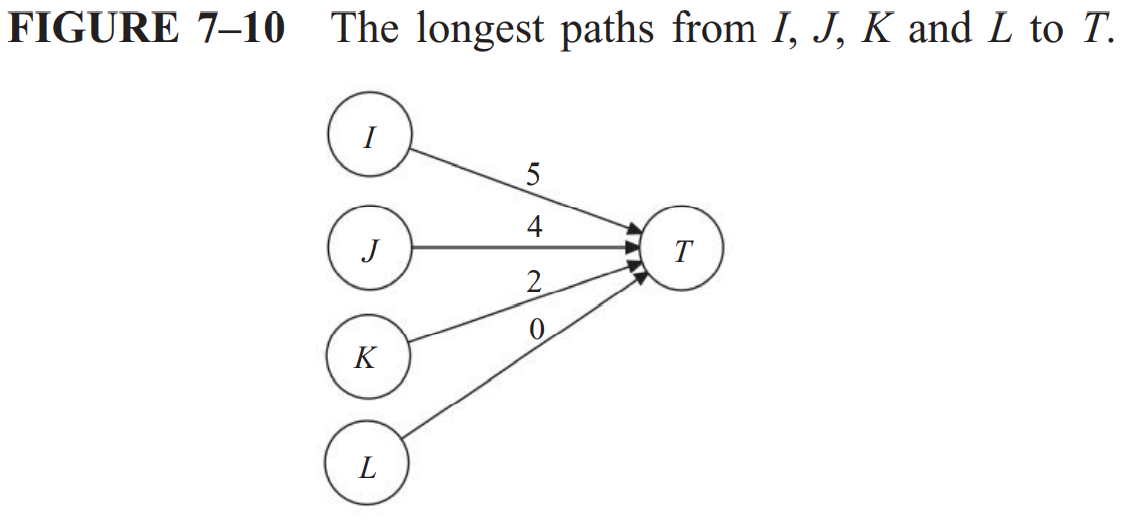 FIGURE 7–10 The longest paths from I, J, K and L to T.
I
5
J
4
T
2
K
0
L